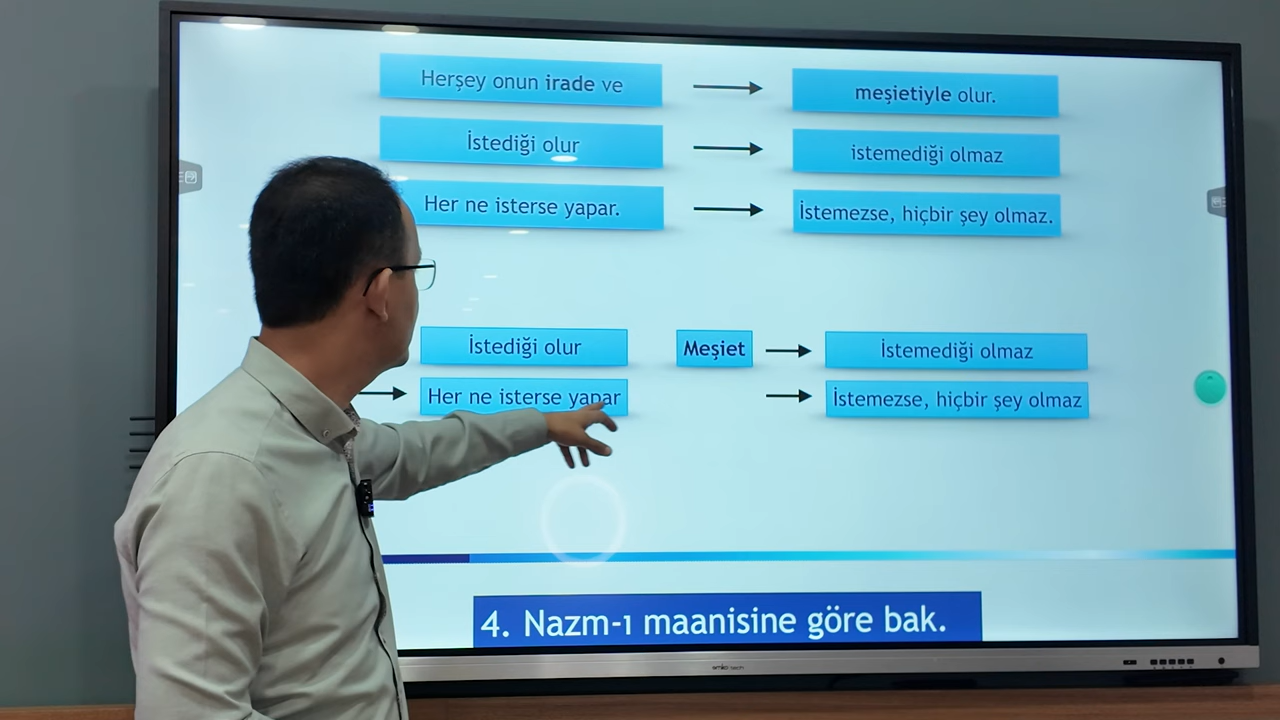 Herşey onun irade ve
meşietiyle olur.
İstediği olur
istemediği olmaz
Her ne isterse yapar.
İstemezse, hiçbir şey olmaz.
İstediği olur
Meşiet
İstemediği olmaz
Her ne isterse yapar
İstemezse, hiçbir şey olmaz
4. Nazm-ı maanisine göre bak.